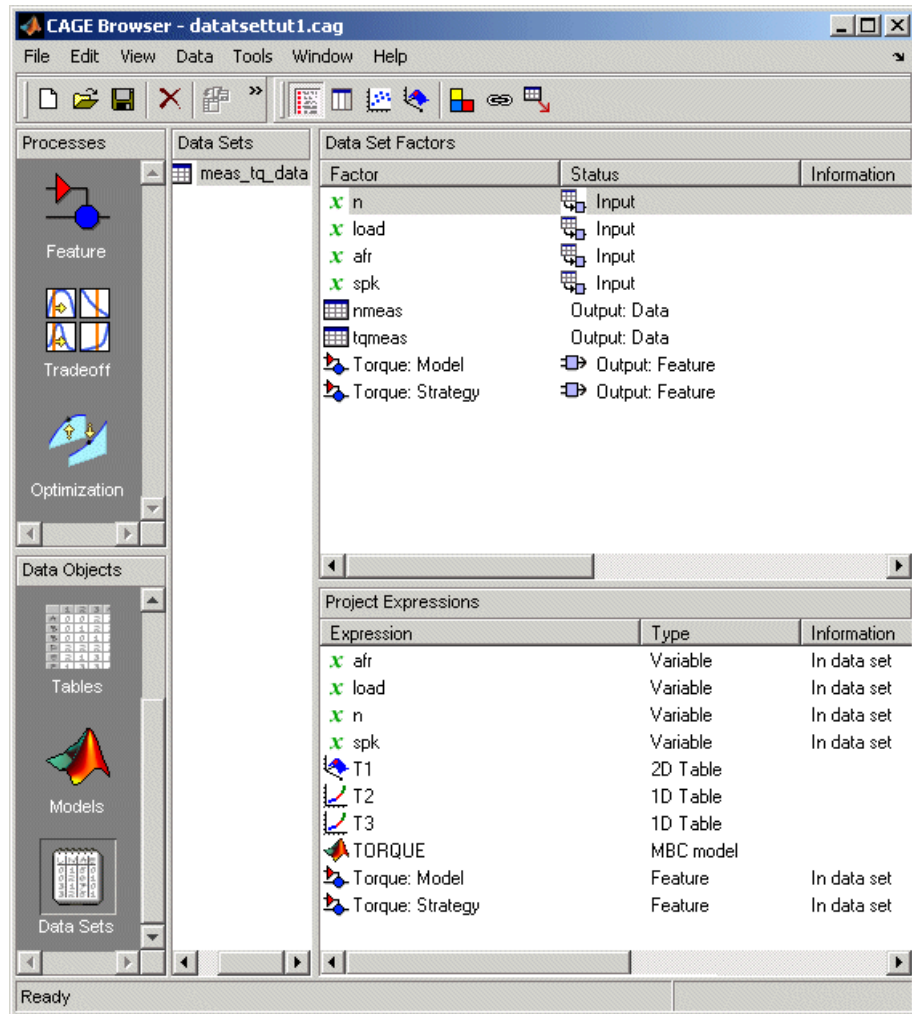 CAGE Browser - datatsettut1.cag
File Edit View Data Tools Window Help
Processes
Feature
Tradeoff
Optimization
Data Objects
Tables
Models
Data Sets
Data Sets
meas_tq_data
Data Set Factors
Factor Status Information
x n Input
x load Input
x afr Input
x spk Input
nmeas Output: Data
tqmeas Output: Data
Torque: Model Output: Feature
Torque: Strategy Output: Feature
Project Expressions
Expression Type Information
x afr Variable In data set
x load Variable In data set
x n Variable In data set
x spk Variable In data set
T1 2D Table
T2 1D Table
T3 1D Table
TORQUE MBC model
Torque: Model Feature In data set
Torque: Strategy Feature In data set
Ready